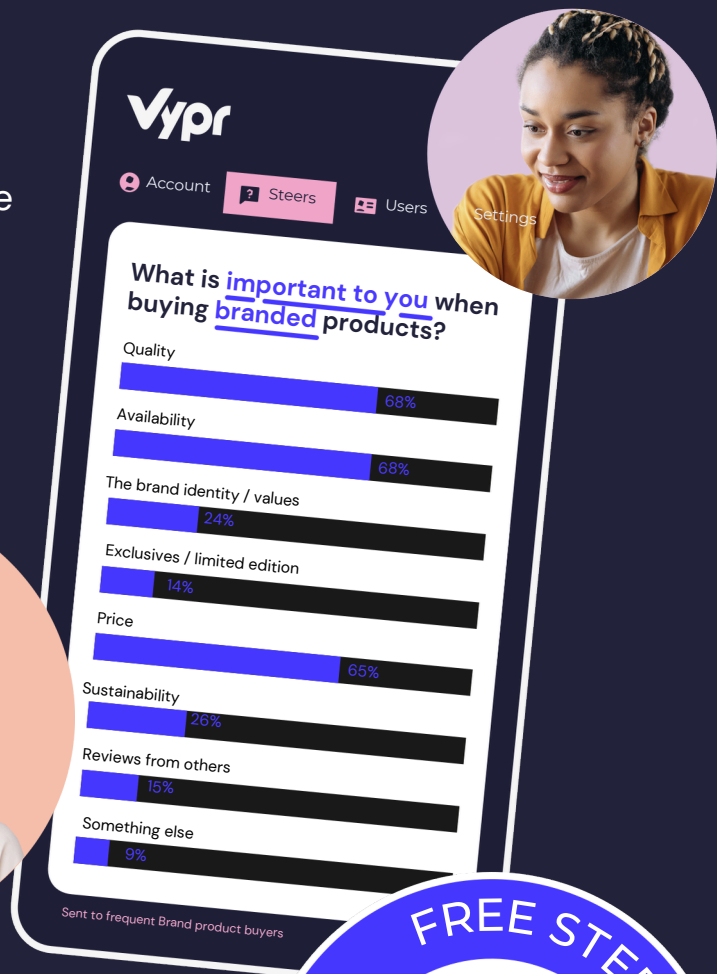 e
Vypr
Account Steers Users Settings
What is important to you when
buying branded products?
Quality
68%
Availability
68%
The brand identity / values
24%
Exclusives / limited edition
14%
Price
65%
Sustainability
26%
Reviews from others
15%
Something else
9%
Sent to frequent Brand product buyers
FREE STE